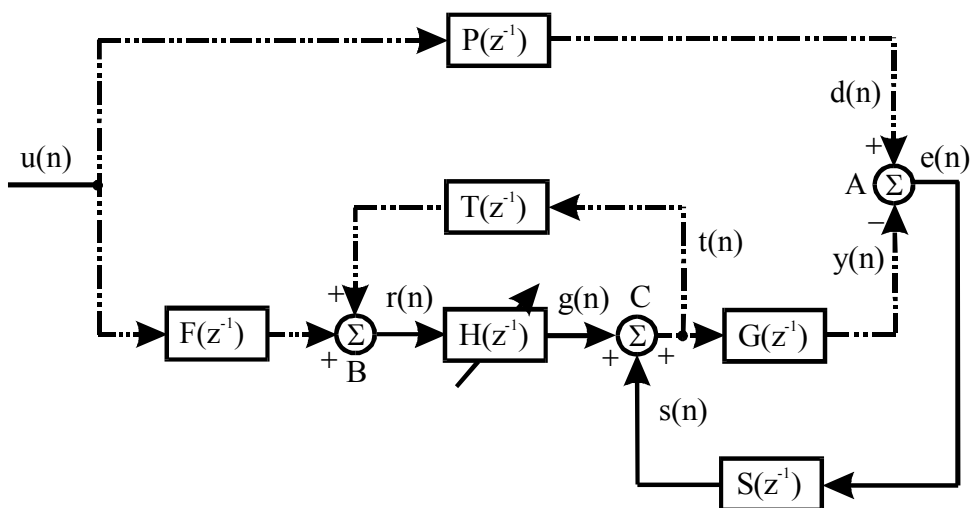 P(z⁻¹)
d(n)
u(n)
+
e(n)
A
Σ
T(z⁻¹)
−
t(n)
y(n)
+
r(n)
g(n)
C
F(z⁻¹)
Σ
H(z⁻¹)
Σ
G(z⁻¹)
+
B
+
+
s(n)
S(z⁻¹)